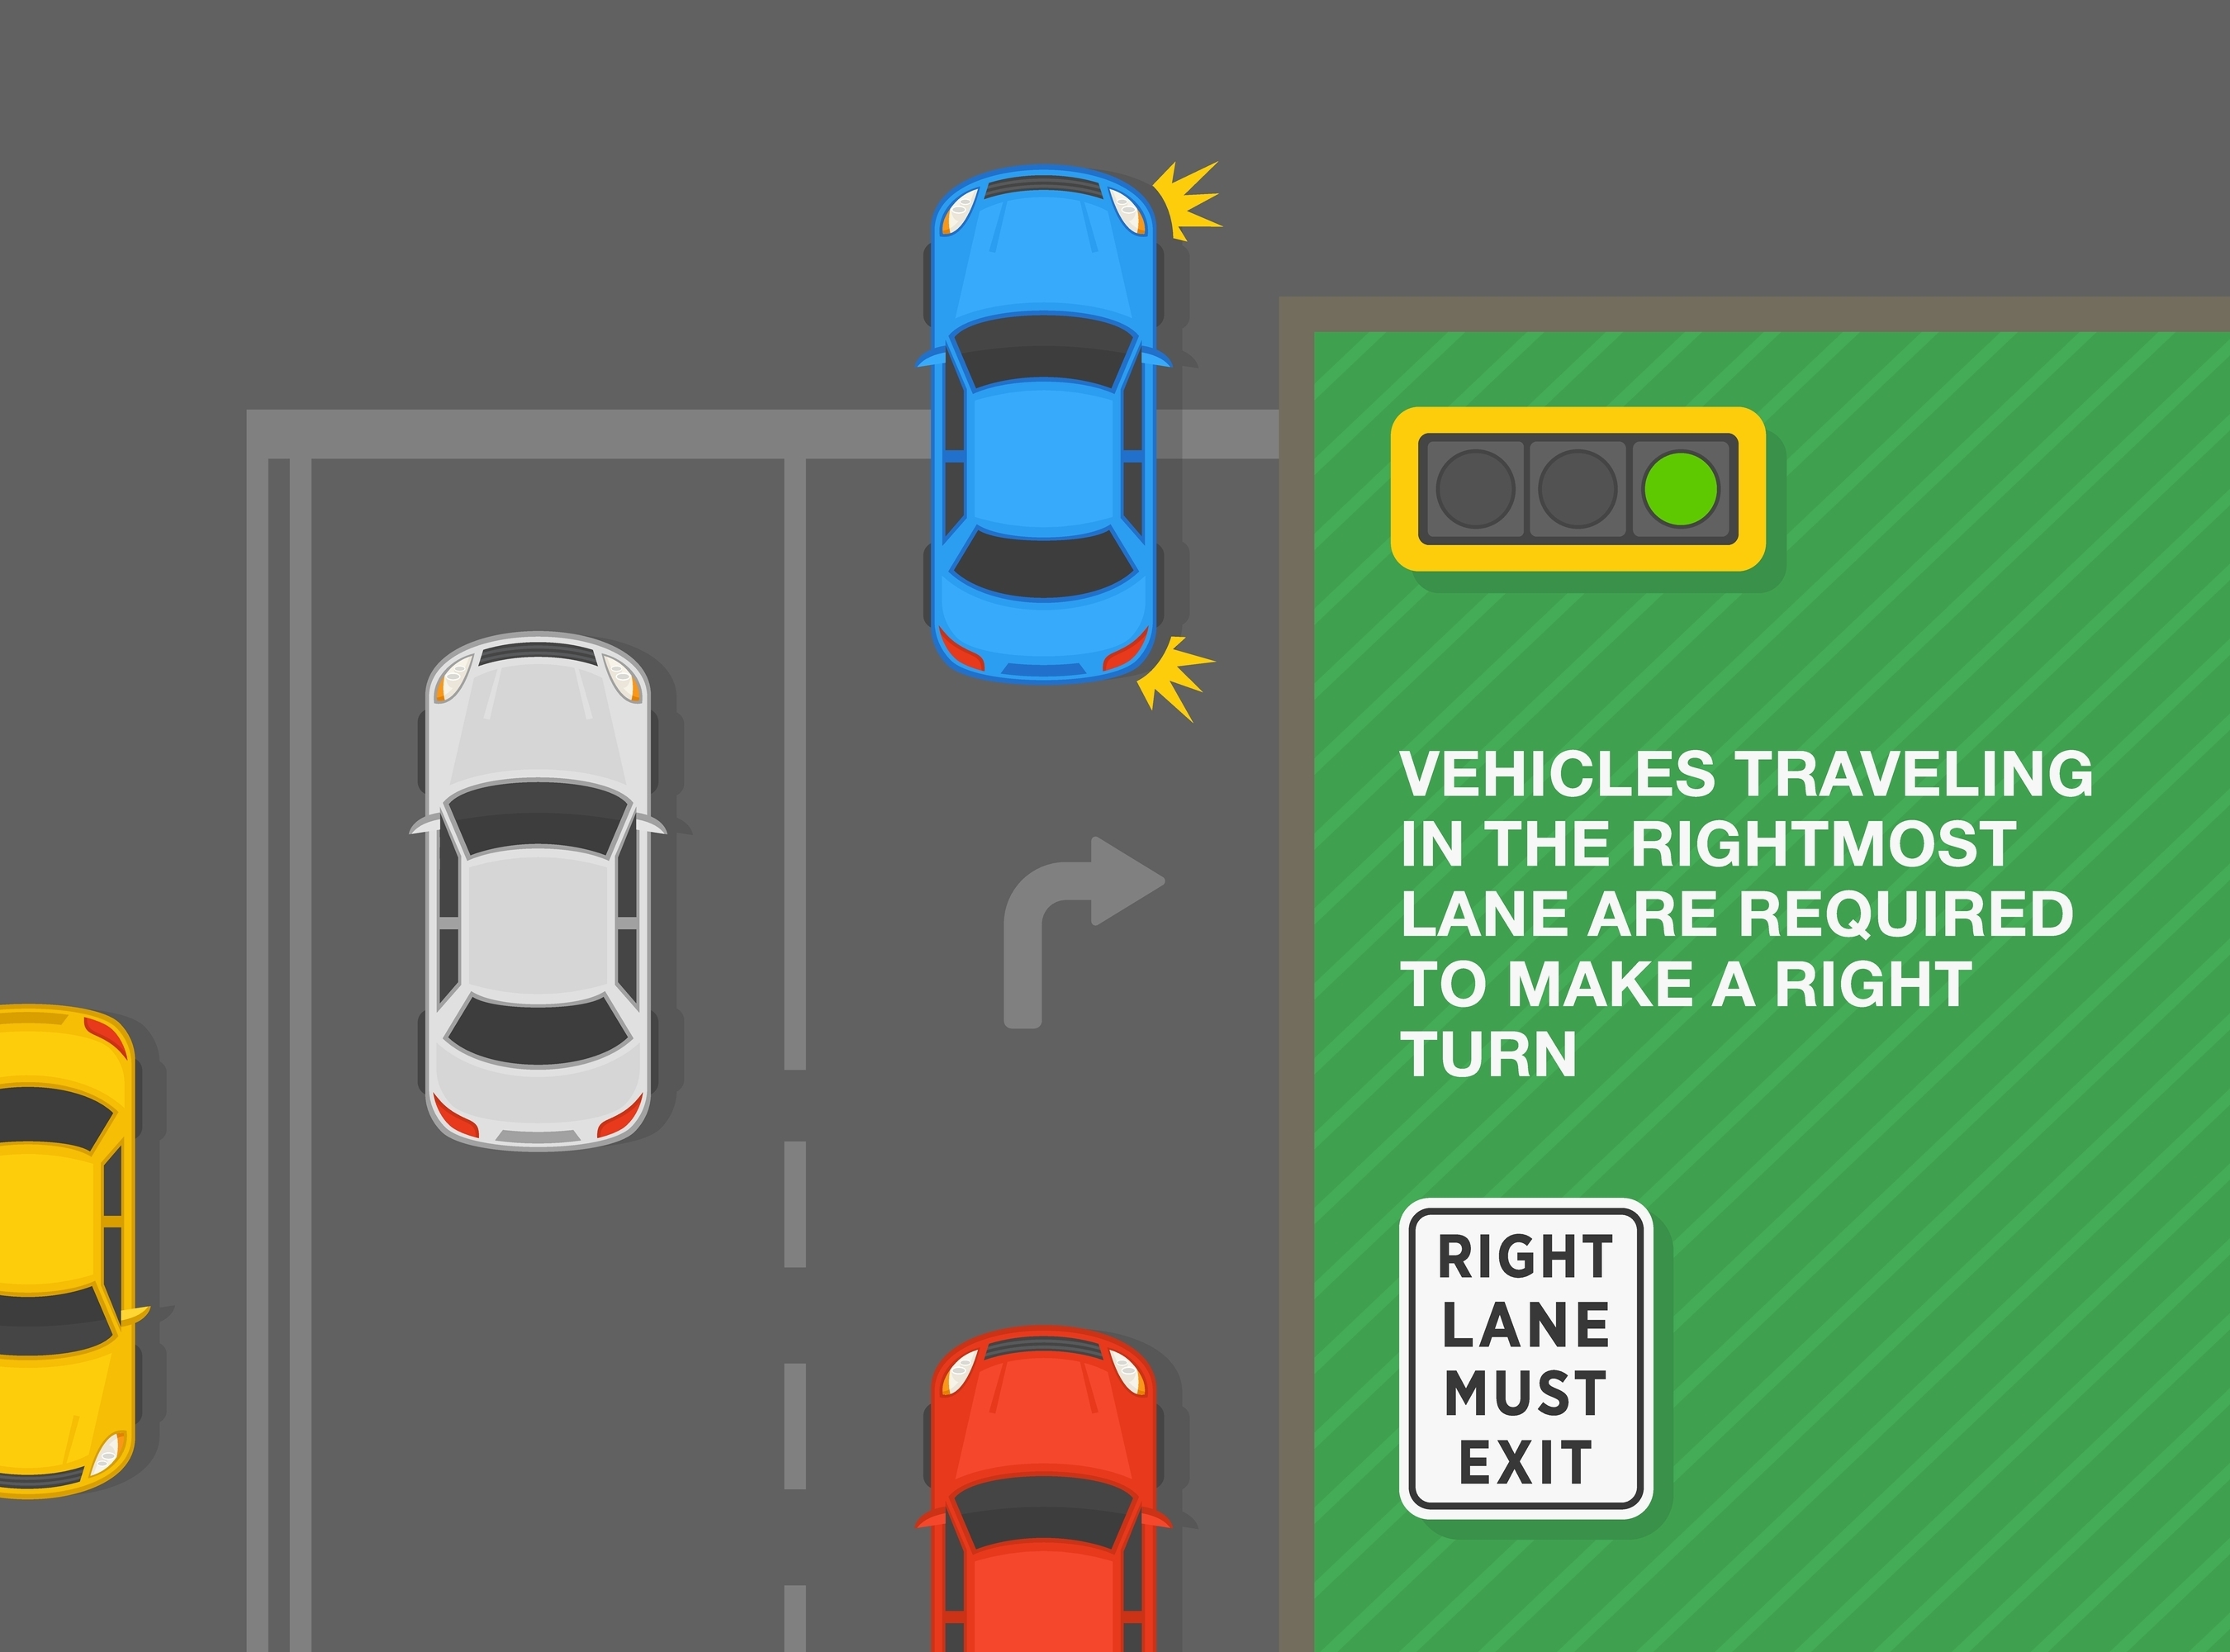 VEHICLES TRAVELING
IN THE RIGHTMOST
LANE ARE REQUIRED
TO MAKE A RIGHT
TURN
RIGHT
LANE
MUST
EXIT